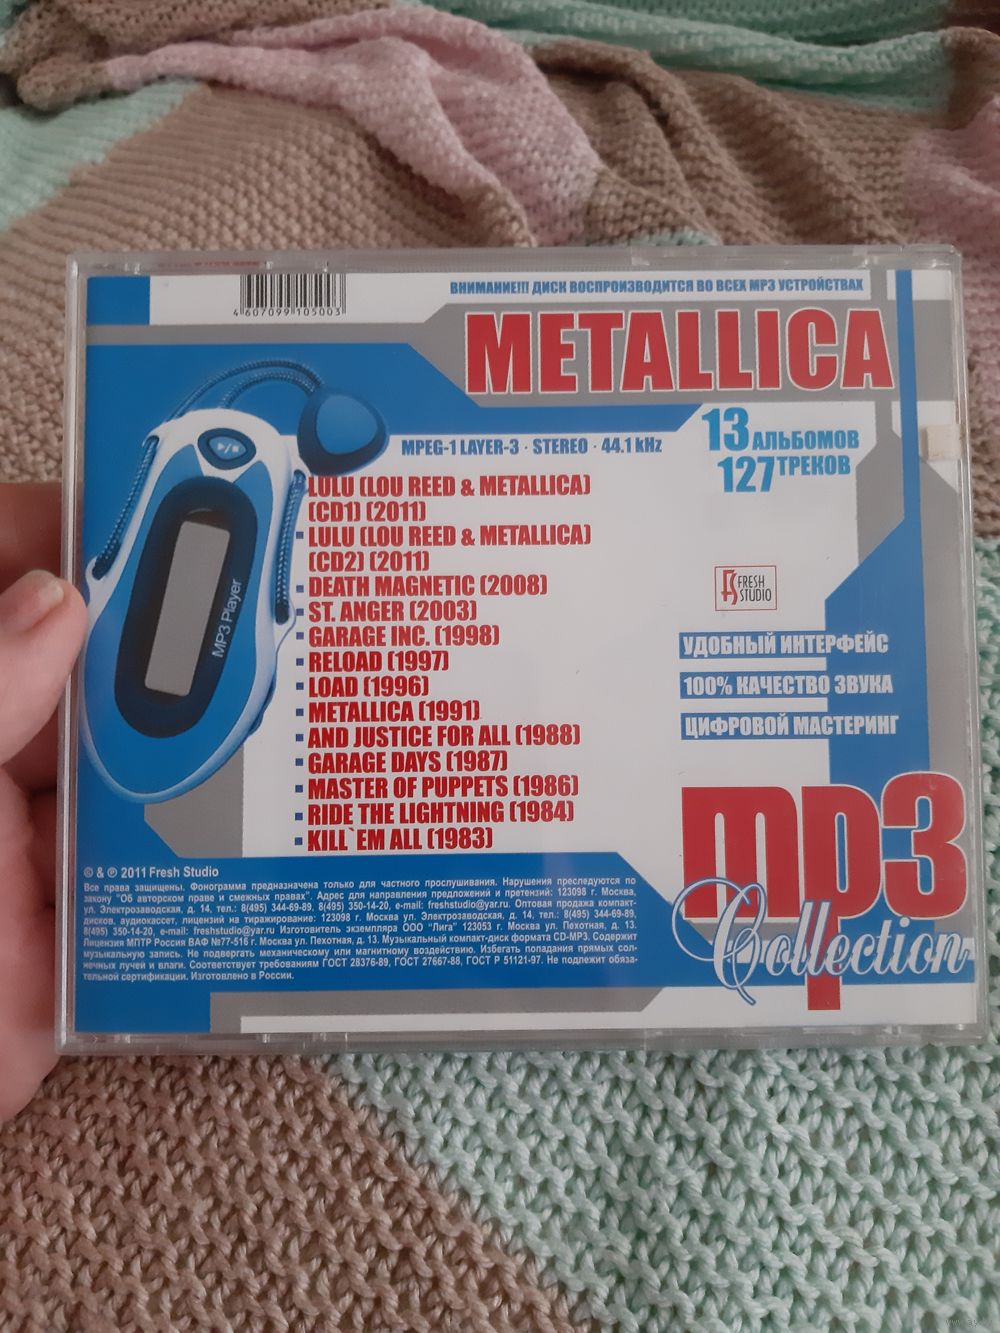 4 607099 105003
ВНИМАНИЕ!!! ДИСК ВОСПРОИЗВОДИТСЯ ВО ВСЕХ MP3 УСТРОЙСТВАХ
METALLICA
13 АЛЬБОМОВ
127 ТРЕКОВ
MPEG-1 LAYER-3 · STEREO · 44.1 kHz
MP3 Player
LULU (LOU REED & METALLICA)
(CD1) (2011)
LULU (LOU REED & METALLICA)
(CD2) (2011)
DEATH MAGNETIC (2008)
ST. ANGER (2003)
GARAGE INC. (1998)
RELOAD (1997)
LOAD (1996)
METALLICA (1991)
AND JUSTICE FOR ALL (1988)
GARAGE DAYS (1987)
MASTER OF PUPPETS (1986)
RIDE THE LIGHTNING (1984)
KILL`EM ALL (1983)
FS FRESH
STUDIO
УДОБНЫЙ ИНТЕРФЕЙС
100% КАЧЕСТВО ЗВУКА
ЦИФРОВОЙ МАСТЕРИНГ
mp3
Collection
© & ℗ 2011 Fresh Studio
Все права защищены. Фонограмма предназначена только для частного прослушивания. Нарушения преследуются по
закону "Об авторском праве и смежных правах". Адрес для направления предложений и претензий: 123098 г. Москва,
ул. Электрозаводская, д. 14, тел.: 8(495) 344-69-89, 8(495) 350-14-20, e-mail: freshstudio@yar.ru. Оптовая продажа компакт-
дисков, аудиокассет, лицензий на тиражирование: 123098 г. Москва ул. Электрозаводская, д. 14, тел.: 8(495) 344-69-89,
8(495) 350-14-20, e-mail: freshstudio@yar.ru Изготовитель экземпляра ООО "Лига" 123053 г. Москва ул. Пехотная, д. 13.
Лицензия МПТР Россия ВАФ №77-516 г. Москва ул. Пехотная, д. 13. Музыкальный компакт-диск формата CD-MP3. Содержит
музыкальную запись. Не подвергать механическому или магнитному воздействию. Избегать попадания прямых сол-
нечных лучей и влаги. Соответствует требованиям ГОСТ 28376-89, ГОСТ 27667-88, ГОСТ Р 51121-97. Не подлежит обяза-
тельной сертификации. Изготовлено в России.